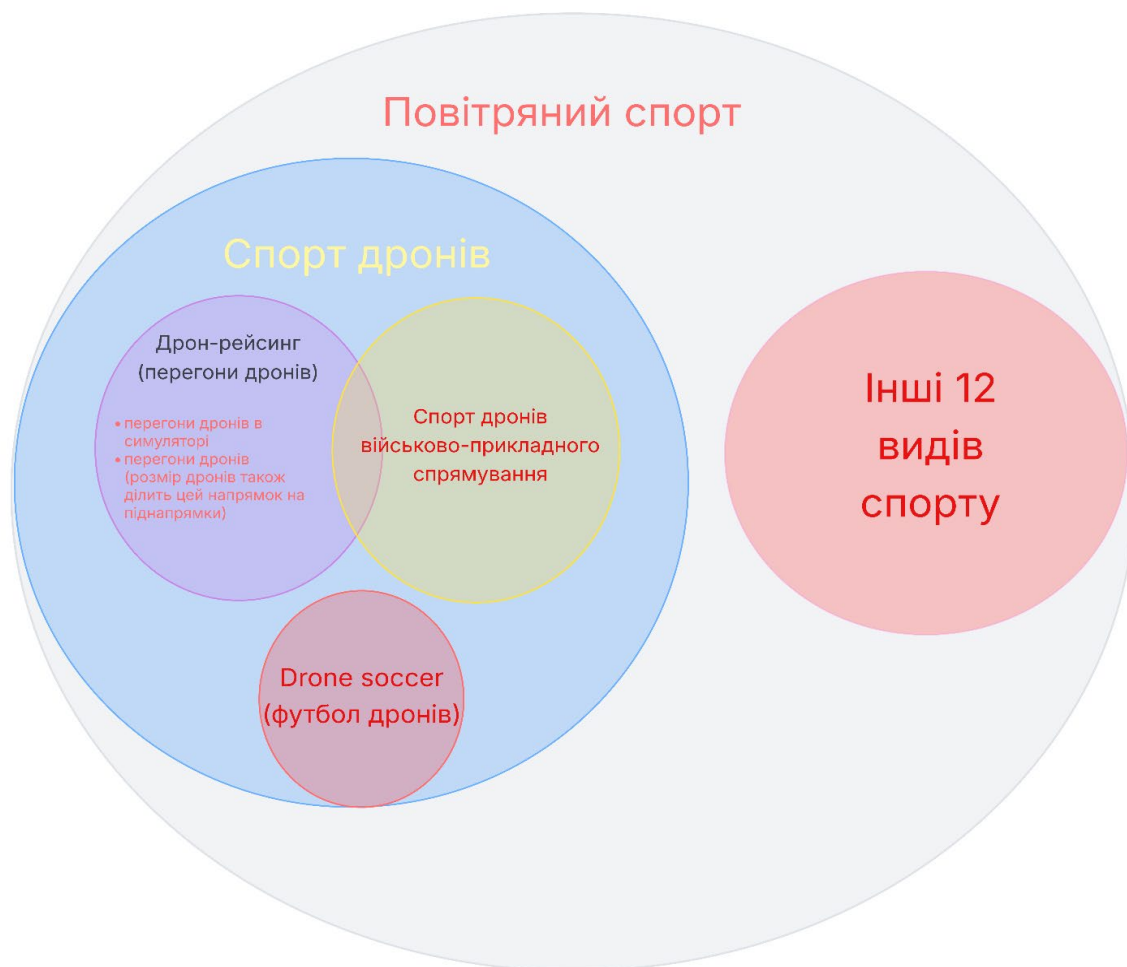 Повітряний спорт
Спорт дронів
Дрон-рейсинг
(перегони дронів)
• перегони дронів в
симуляторі
• перегони дронів
(розмір дронів також
ділить цей напрямок на
піднапрямки)
Спорт дронів
військово-прикладного
спрямування
Drone soccer
(футбол дронів)
Інші 12
видів
спорту